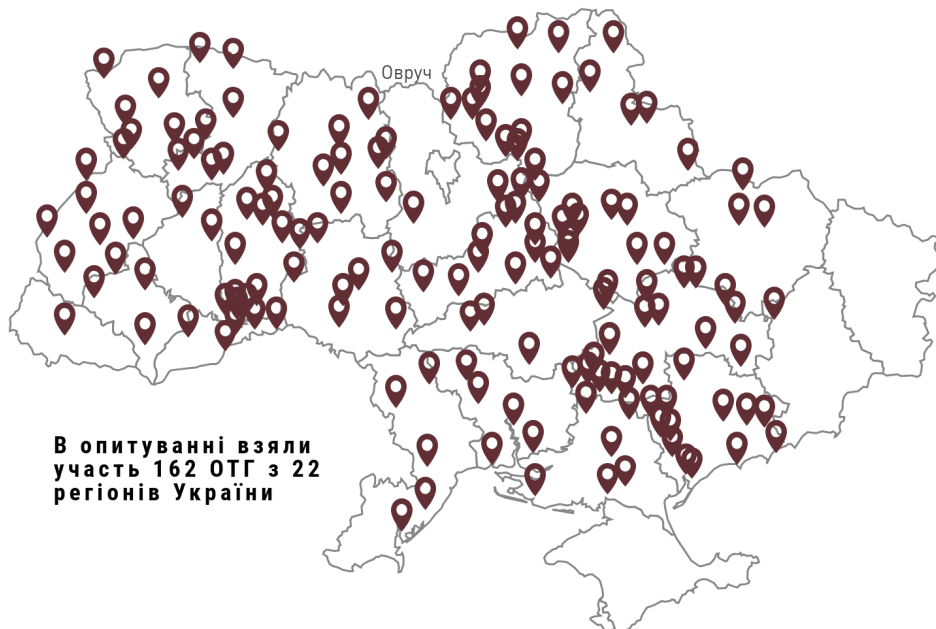 Овруч
В опитуванні взяли
участь 162 ОТГ з 22
регіонів України